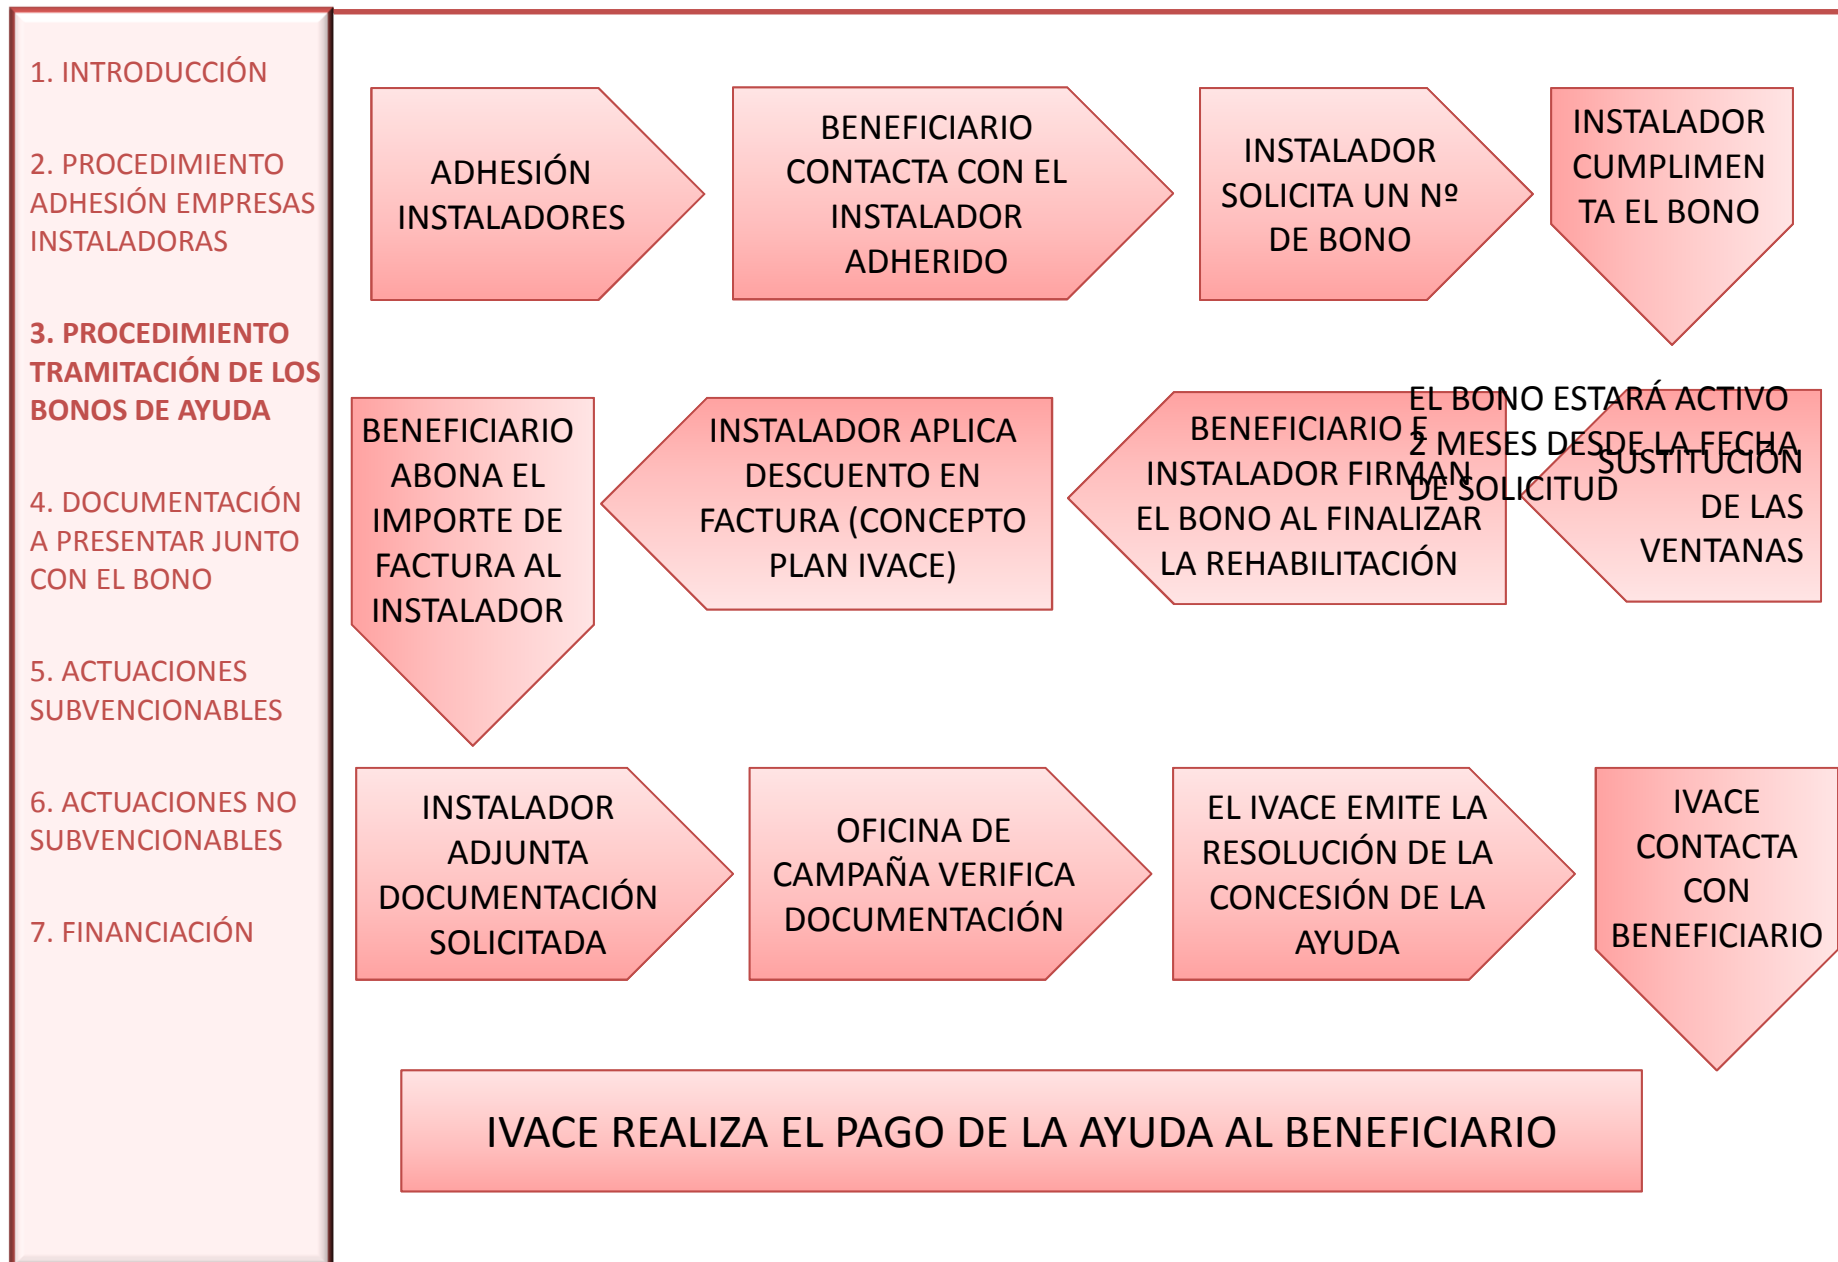 1. INTRODUCCIÓN
2. PROCEDIMIENTO
ADHESIÓN EMPRESAS
INSTALADORAS
3. PROCEDIMIENTO
TRAMITACIÓN DE LOS
BONOS DE AYUDA
4. DOCUMENTACIÓN
A PRESENTAR JUNTO
CON EL BONO
5. ACTUACIONES
SUBVENCIONABLES
6. ACTUACIONES NO
SUBVENCIONABLES
7. FINANCIACIÓN
ADHESIÓN
INSTALADORES
BENEFICIARIO
CONTACTA CON EL
INSTALADOR
ADHERIDO
INSTALADOR
SOLICITA UN Nº
DE BONO
INSTALADOR
CUMPLIMEN
TA EL BONO
EL BONO ESTARÁ ACTIVO
2 MESES DESDE LA FECHA
DE SOLICITUD
SUSTITUCIÓN
DE LAS
VENTANAS
BENEFICIARIO E
INSTALADOR FIRMAN
EL BONO AL FINALIZAR
LA REHABILITACIÓN
INSTALADOR APLICA
DESCUENTO EN
FACTURA (CONCEPTO
PLAN IVACE)
BENEFICIARIO
ABONA EL
IMPORTE DE
FACTURA AL
INSTALADOR
INSTALADOR
ADJUNTA
DOCUMENTACIÓN
SOLICITADA
OFICINA DE
CAMPAÑA VERIFICA
DOCUMENTACIÓN
EL IVACE EMITE LA
RESOLUCIÓN DE LA
CONCESIÓN DE LA
AYUDA
IVACE
CONTACTA
CON
BENEFICIARIO
IVACE REALIZA EL PAGO DE LA AYUDA AL BENEFICIARIO